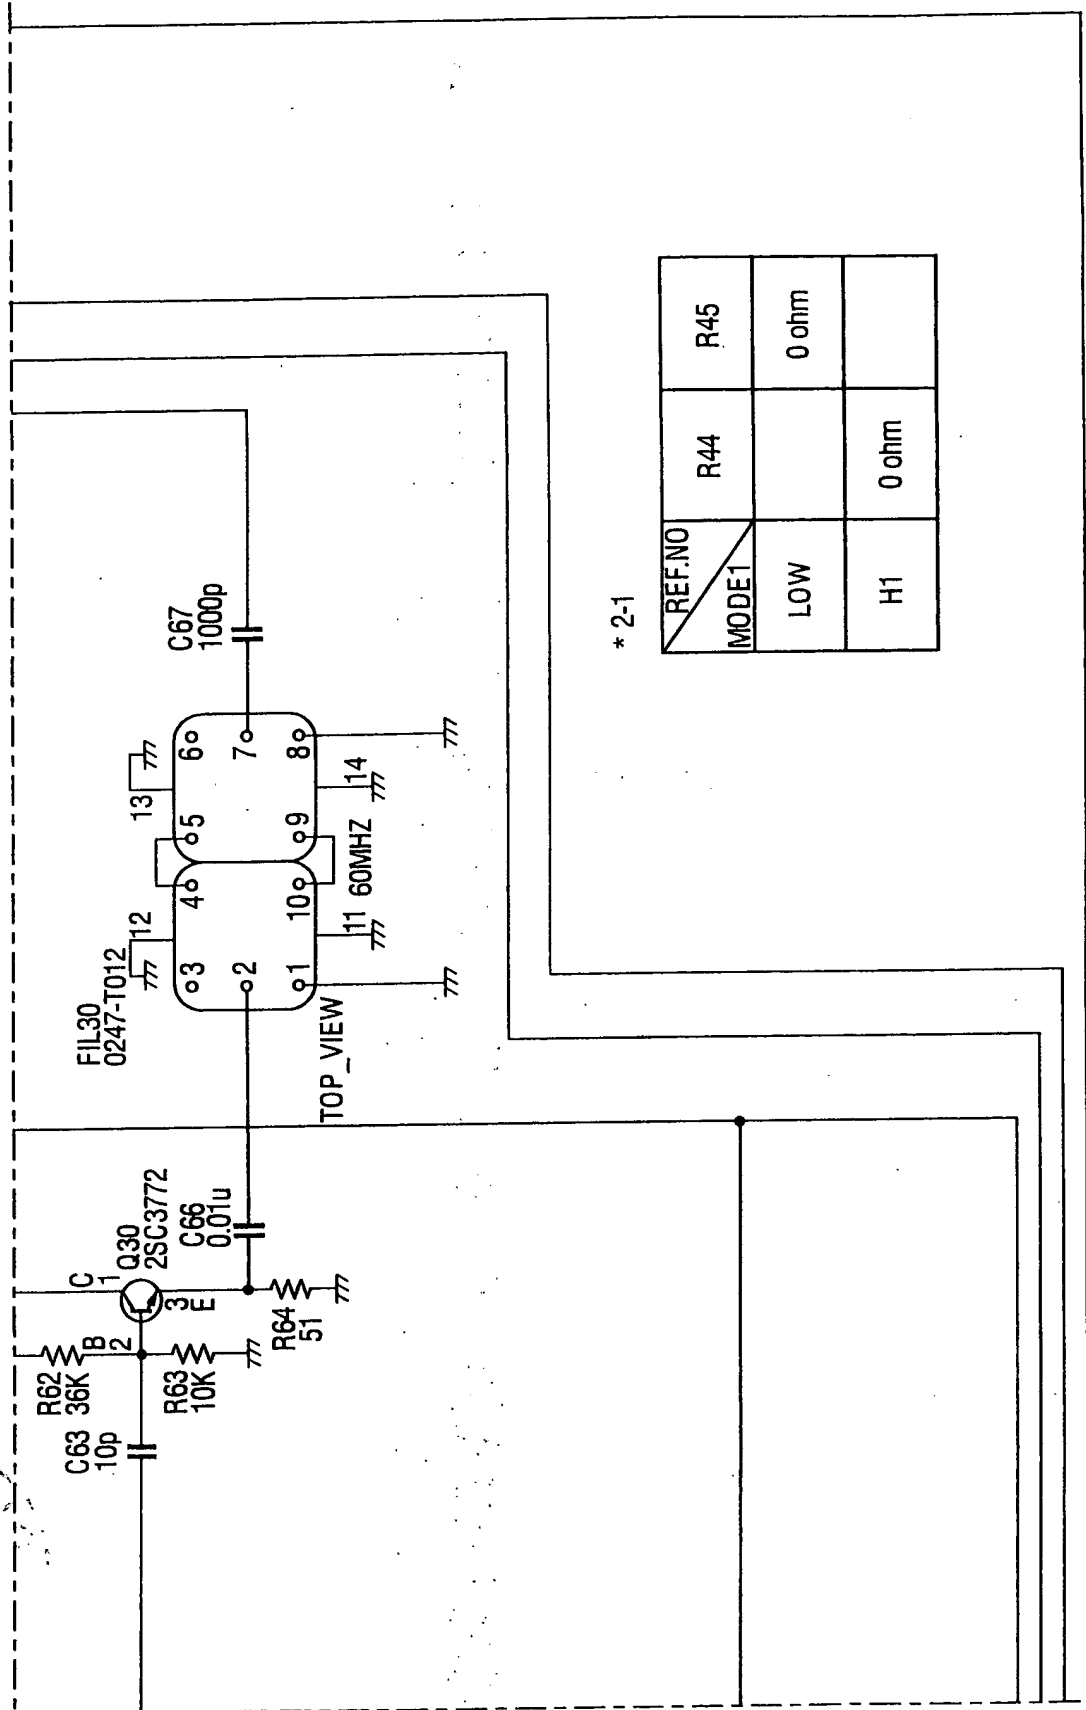 R62
36K
B
2
C
1
Q30
2SC3772
3
E
C63
10p
R63
10K
R64
51
C66
0.01u
FIL30
0247-T012
12
13
3
4
5
6
2
7
1
10
9
8
11
60MHZ
14
TOP_VIEW
C67
1000p
* 2-1
REF.NO
MODE1
R44
R45
LOW
0 ohm
H1
0 ohm